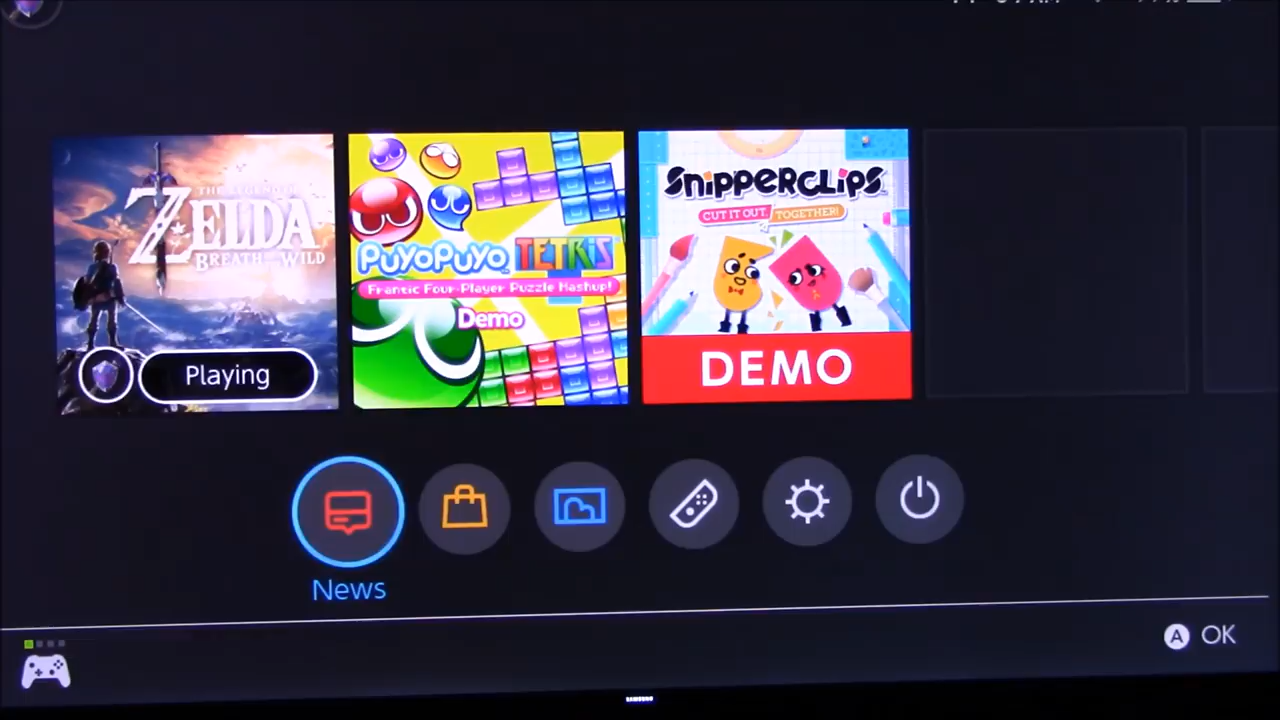 THE LEGEND OF
ZELDA
BREATH OF THE WILD
Playing
PUYOPUYO TETRIS
Frantic Four-Player Puzzle Mashup!
Demo
SNIPPERCLIPS
CUT IT OUT, TOGETHER!
DEMO
News
A OK
SAMSUNG